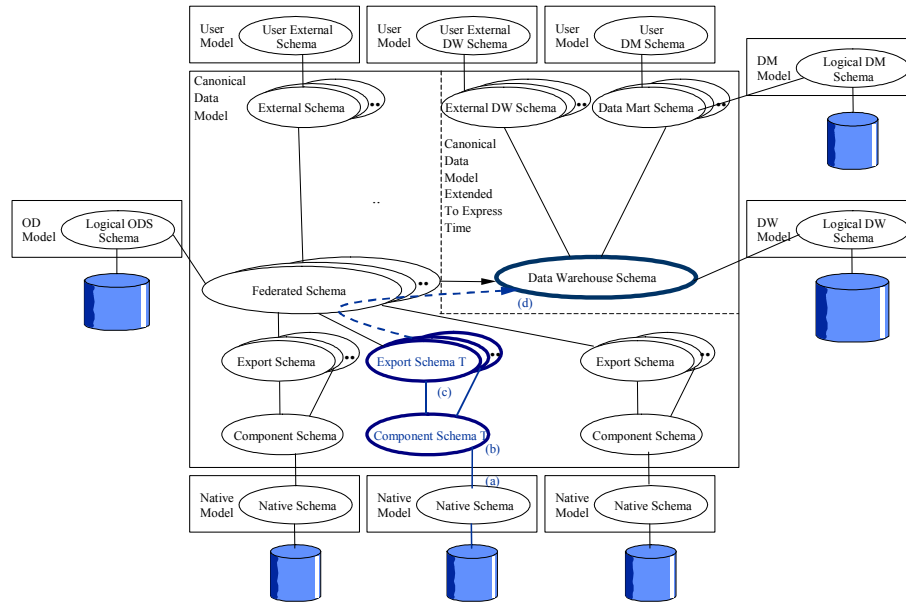 User
Model
User External
Schema
User
Model
User External
DW Schema
User
Model
User
DM Schema
DM
Model
Logical DM
Schema
Canonical
Data
Model
External Schema
••
External DW Schema
••
Data Mart Schema
••
Canonical
Data
Model
Extended
To Express
Time
..
OD
Model
Logical ODS
Schema
DW
Model
Logical DW
Schema
Federated Schema
••
Data Warehouse Schema
(d)
Export Schema
••
Export Schema T
••
(c)
Export Schema
••
Component Schema
Component Schema T
(b)
Component Schema
(a)
Native
Model
Native Schema
Native
Model
Native Schema
Native
Model
Native Schema